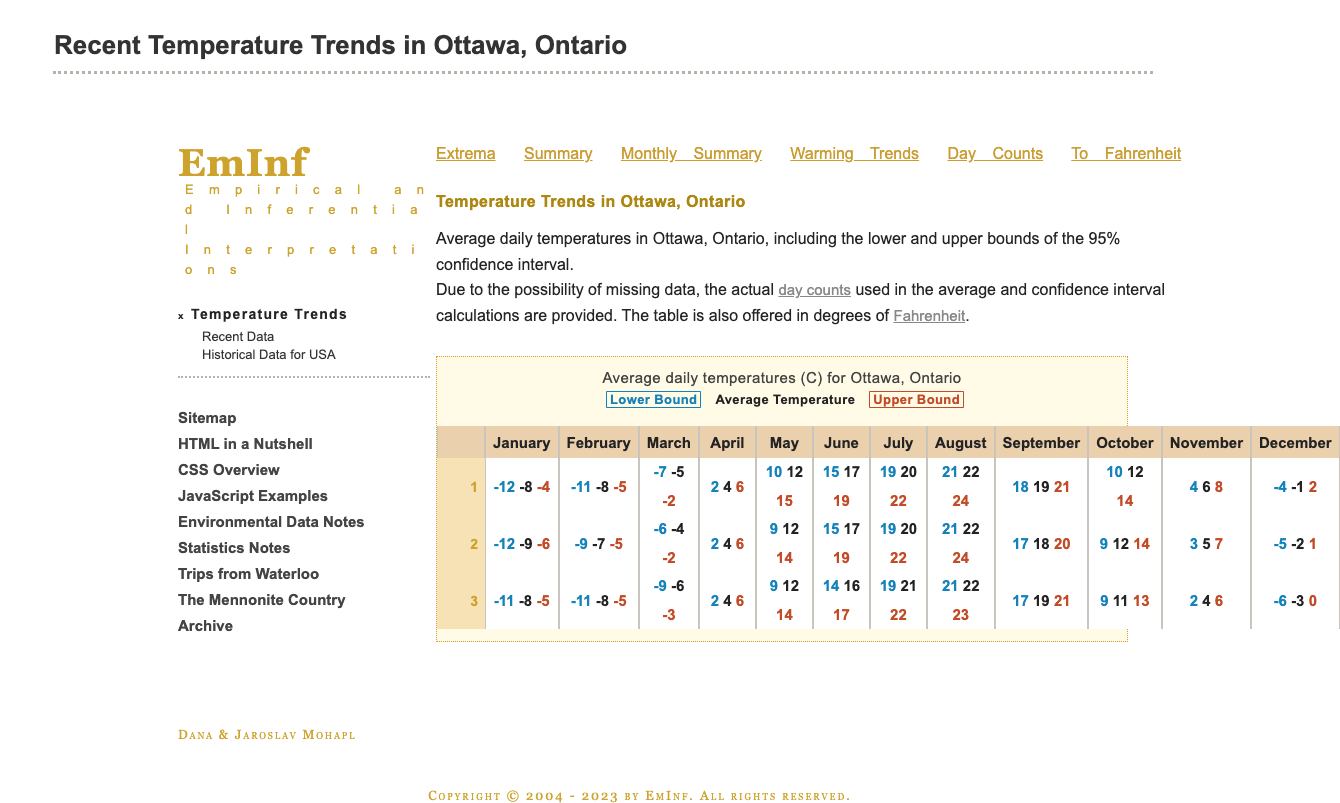 Recent Temperature Trends in Ottawa, Ontario
EmInf
Empirical an
d Inferentia
l
Interpretati
ons
x Temperature Trends
Recent Data
Historical Data for USA
Sitemap
HTML in a Nutshell
CSS Overview
JavaScript Examples
Environmental Data Notes
Statistics Notes
Trips from Waterloo
The Mennonite Country
Archive
Dana & Jaroslav Mohapl
Extrema Summary Monthly Summary Warming Trends Day Counts To Fahrenheit
Temperature Trends in Ottawa, Ontario
Average daily temperatures in Ottawa, Ontario, including the lower and upper bounds of the 95%
confidence interval.
Due to the possibility of missing data, the actual day counts used in the average and confidence interval
calculations are provided. The table is also offered in degrees of Fahrenheit.
Average daily temperatures (C) for Ottawa, Ontario
Lower Bound Average Temperature Upper Bound
January February March April May June July August September October November December
1 -12 -8 -4 -11 -8 -5 -7 -5 -2 2 4 6 10 12 15 15 17 19 19 20 22 21 22 24 18 19 21 10 12 14 4 6 8 -4 -1 2
2 -12 -9 -6 -9 -7 -5 -6 -4 -2 2 4 6 9 12 14 15 17 19 19 20 22 21 22 24 17 18 20 9 12 14 3 5 7 -5 -2 1
3 -11 -8 -5 -11 -8 -5 -9 -6 -3 2 4 6 9 12 14 14 16 17 19 21 22 21 22 23 17 19 21 9 11 13 2 4 6 -6 -3 0
Copyright © 2004 - 2023 by EmInf. All rights reserved.